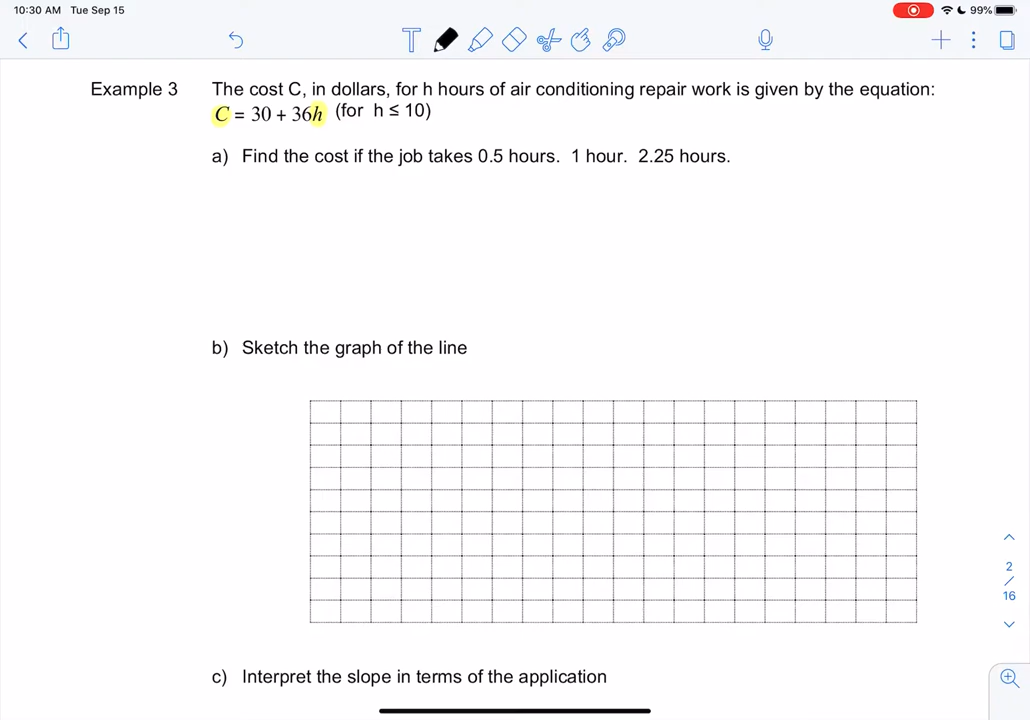 10:30 AM Tue Sep 15
99%
T
Example 3 The cost C, in dollars, for h hours of air conditioning repair work is given by the equation:
C = 30 + 36h (for h ≤ 10)
a) Find the cost if the job takes 0.5 hours. 1 hour. 2.25 hours.
b) Sketch the graph of the line
2
/
16
c) Interpret the slope in terms of the application